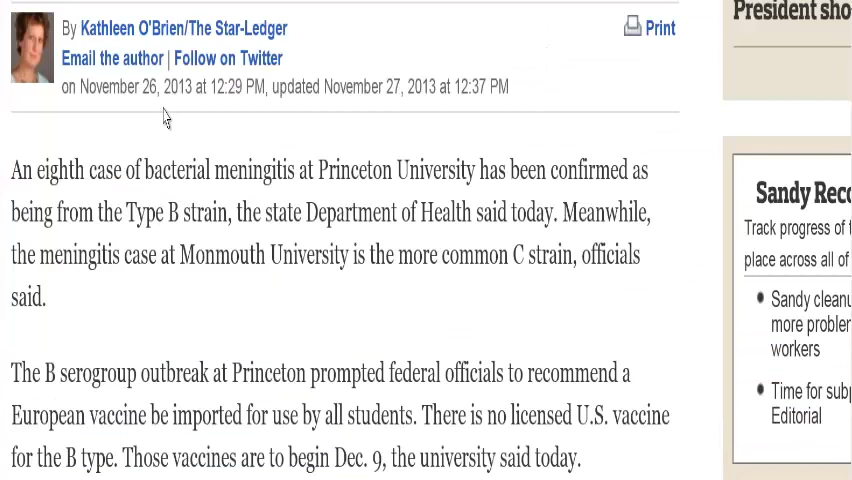 By Kathleen O'Brien/The Star-Ledger
Email the author | Follow on Twitter
on November 26, 2013 at 12:29 PM, updated November 27, 2013 at 12:37 PM
Print
An eighth case of bacterial meningitis at Princeton University has been confirmed as
being from the Type B strain, the state Department of Health said today. Meanwhile,
the meningitis case at Monmouth University is the more common C strain, officials
said.
The B serogroup outbreak at Princeton prompted federal officials to recommend a
European vaccine be imported for use by all students. There is no licensed U.S. vaccine
for the B type. Those vaccines are to begin Dec. 9, the university said today.
President sho
Sandy Reco
Track progress of
place across all of
• Sandy cleanu
more problem
workers
• Time for sub
Editorial